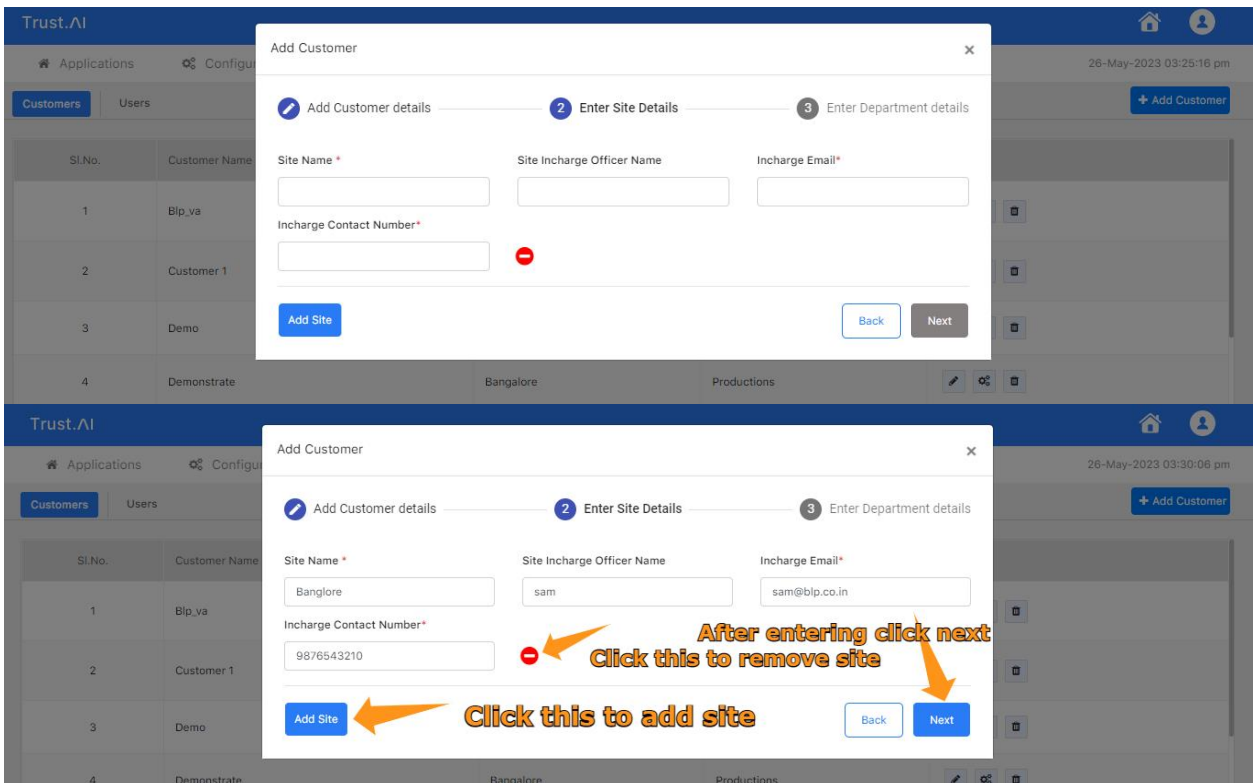 Trust.ΛI
Add Customer
×
Applications
Configur
26-May-2023 03:25:16 pm
Customers
Users
+ Add Customer
Add Customer details
2 Enter Site Details
3 Enter Department details
Sl.No.
Customer Name
Site Name *
Site Incharge Officer Name
Incharge Email*
1
Blp_va
Incharge Contact Number*
2
Customer 1
3
Demo
Add Site
Back
Next
4
Demonstrate
Bangalore
Productions
Trust.ΛI
Add Customer
×
Applications
Configur
26-May-2023 03:30:06 pm
Customers
Users
+ Add Customer
Add Customer details
2 Enter Site Details
3 Enter Department details
Sl.No.
Customer Name
Site Name *
Site Incharge Officer Name
Incharge Email*
Banglore
sam
sam@blp.co.in
1
Blp_va
Incharge Contact Number*
9876543210
After entering click next
Click this to remove site
2
Customer 1
3
Demo
Add Site
Click this to add site
Back
Next
4
Demonstrate
Bangalore
Productions